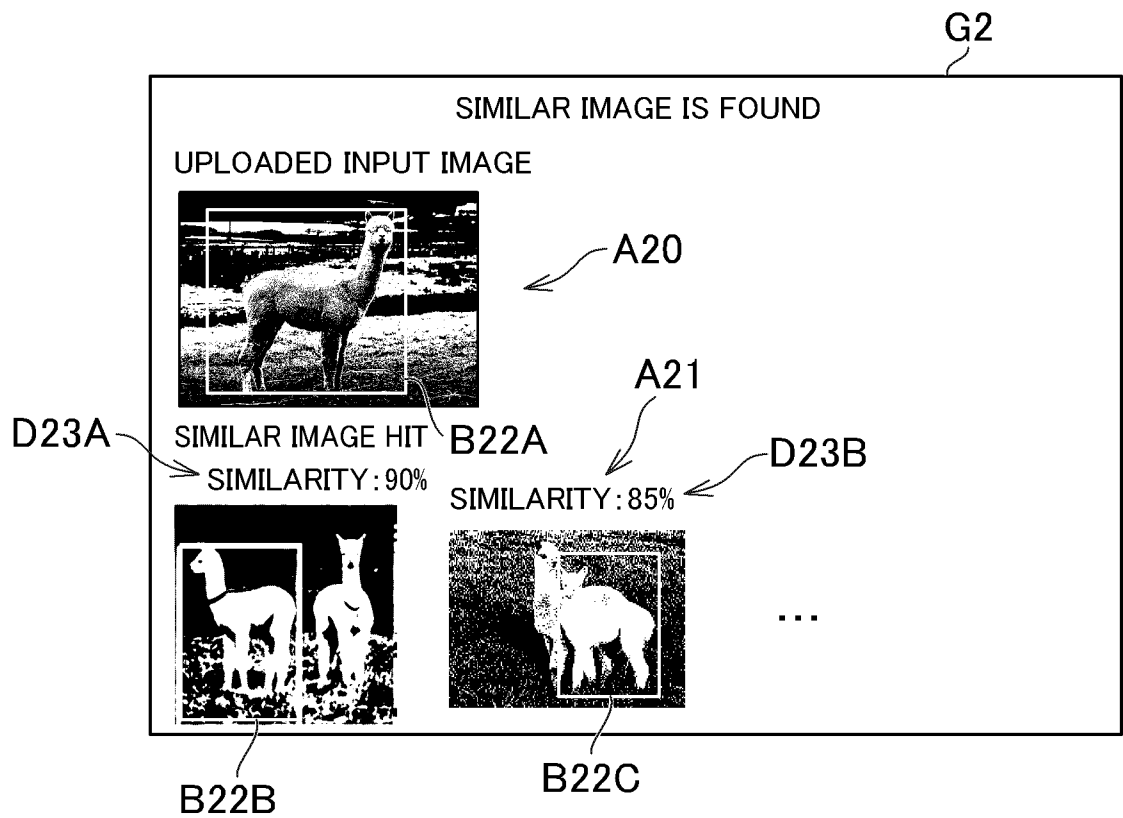 G2
SIMILAR IMAGE IS FOUND
UPLOADED INPUT IMAGE
A20
A21
D23A
SIMILAR IMAGE HIT
B22A
D23B
SIMILARITY:90%
SIMILARITY:85%
...
B22B
B22C